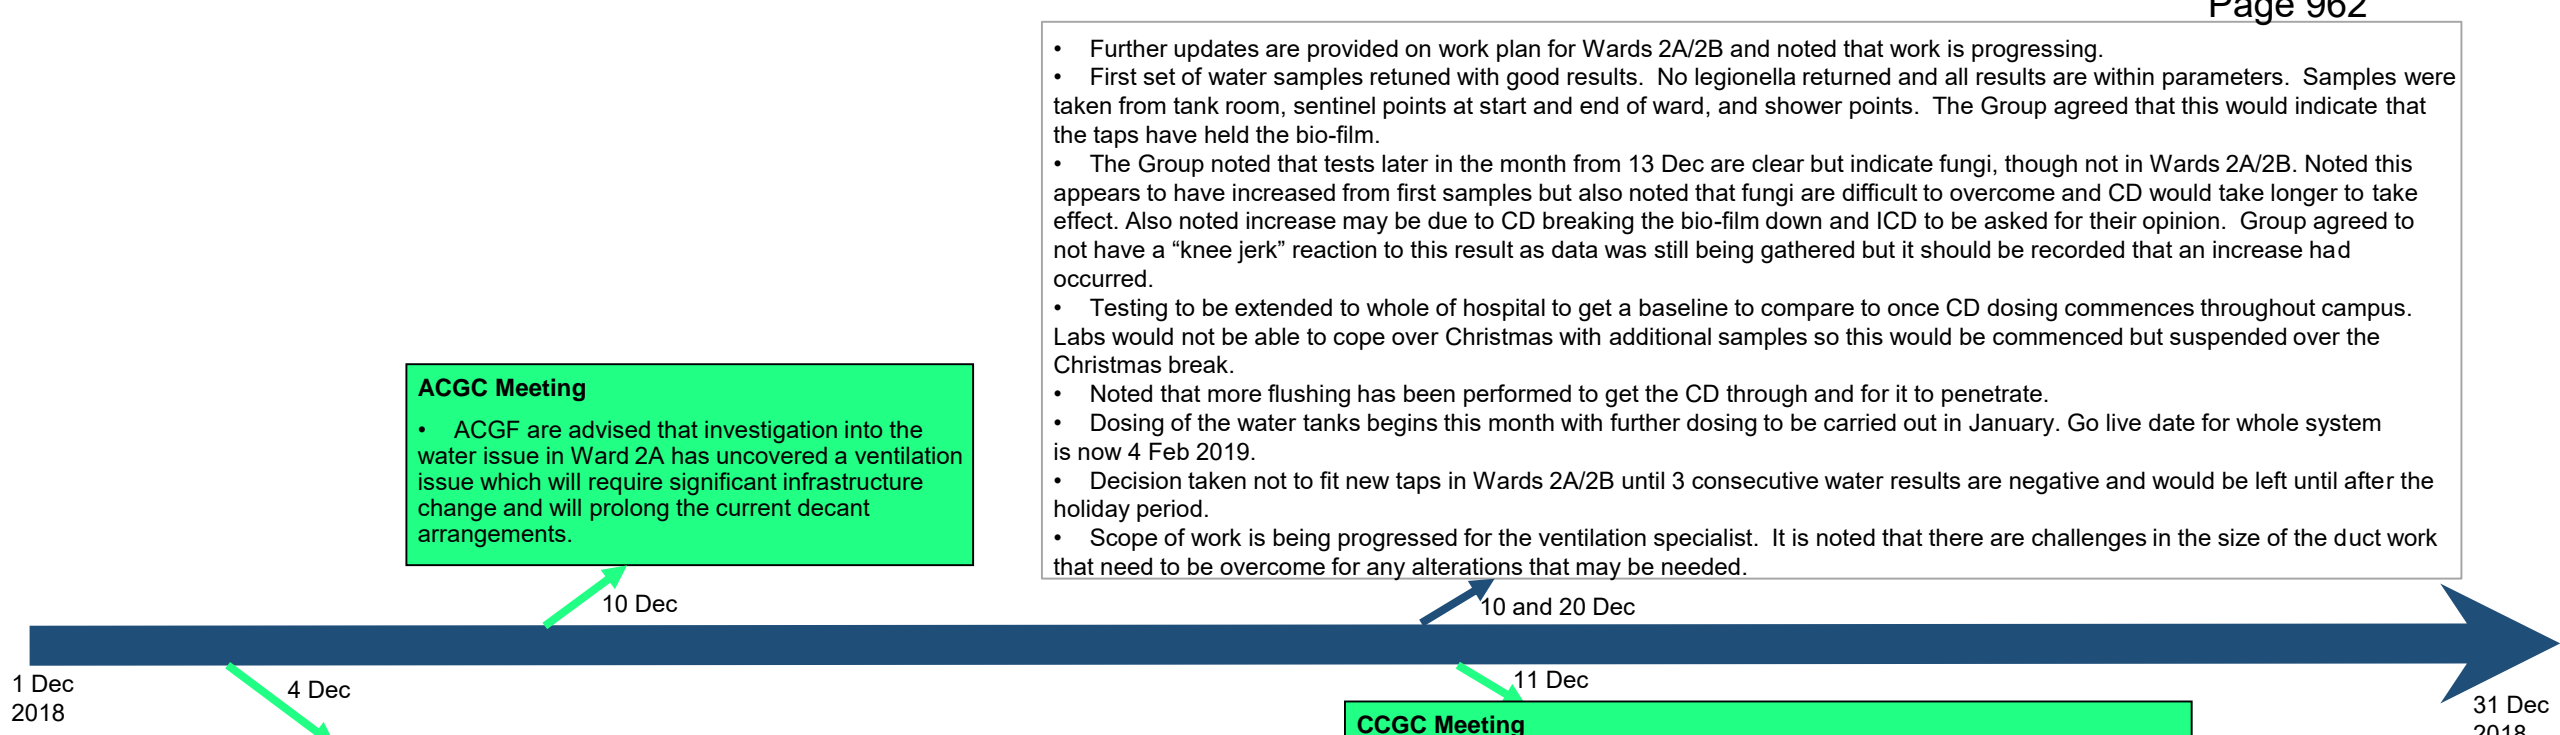 Page 962
• Further updates are provided on work plan for Wards 2A/2B and noted that work is progressing.
• First set of water samples retuned with good results. No legionella returned and all results are within parameters. Samples were
taken from tank room, sentinel points at start and end of ward, and shower points. The Group agreed that this would indicate that
the taps have held the bio-film.
• The Group noted that tests later in the month from 13 Dec are clear but indicate fungi, though not in Wards 2A/2B. Noted this
appears to have increased from first samples but also noted that fungi are difficult to overcome and CD would take longer to take
effect. Also noted increase may be due to CD breaking the bio-film down and ICD to be asked for their opinion. Group agreed to
not have a “knee jerk” reaction to this result as data was still being gathered but it should be recorded that an increase had
occurred.
• Testing to be extended to whole of hospital to get a baseline to compare to once CD dosing commences throughout campus.
Labs would not be able to cope over Christmas with additional samples so this would be commenced but suspended over the
Christmas break.
• Noted that more flushing has been performed to get the CD through and for it to penetrate.
• Dosing of the water tanks begins this month with further dosing to be carried out in January. Go live date for whole system
is now 4 Feb 2019.
• Decision taken not to fit new taps in Wards 2A/2B until 3 consecutive water results are negative and would be left until after the
holiday period.
• Scope of work is being progressed for the ventilation specialist. It is noted that there are challenges in the size of the duct work
that need to be overcome for any alterations that may be needed.
ACGC Meeting
• ACGF are advised that investigation into the
water issue in Ward 2A has uncovered a ventilation
issue which will require significant infrastructure
change and will prolong the current decant
arrangements.
10 Dec
10 and 20 Dec
1 Dec
2018
4 Dec
11 Dec
31 Dec
2018
CCGC Meeting